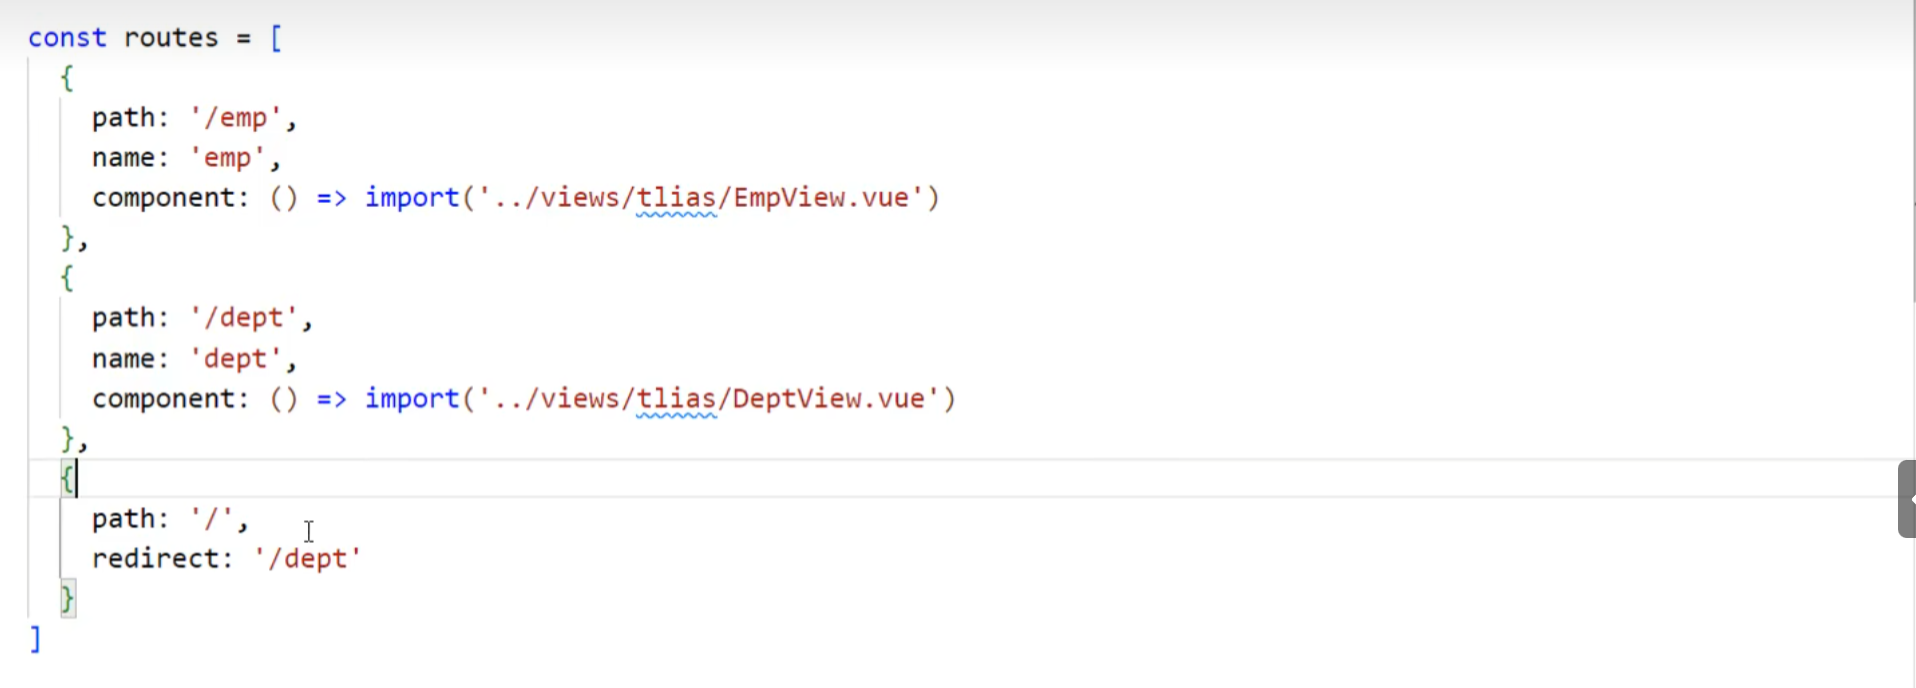 const routes = [
  {
    path: '/emp',
    name: 'emp',
    component: () => import('../views/tlias/EmpView.vue')
  },
  {
    path: '/dept',
    name: 'dept',
    component: () => import('../views/tlias/DeptView.vue')
  },
  {
    path: '/',
    redirect: '/dept'
  }
]